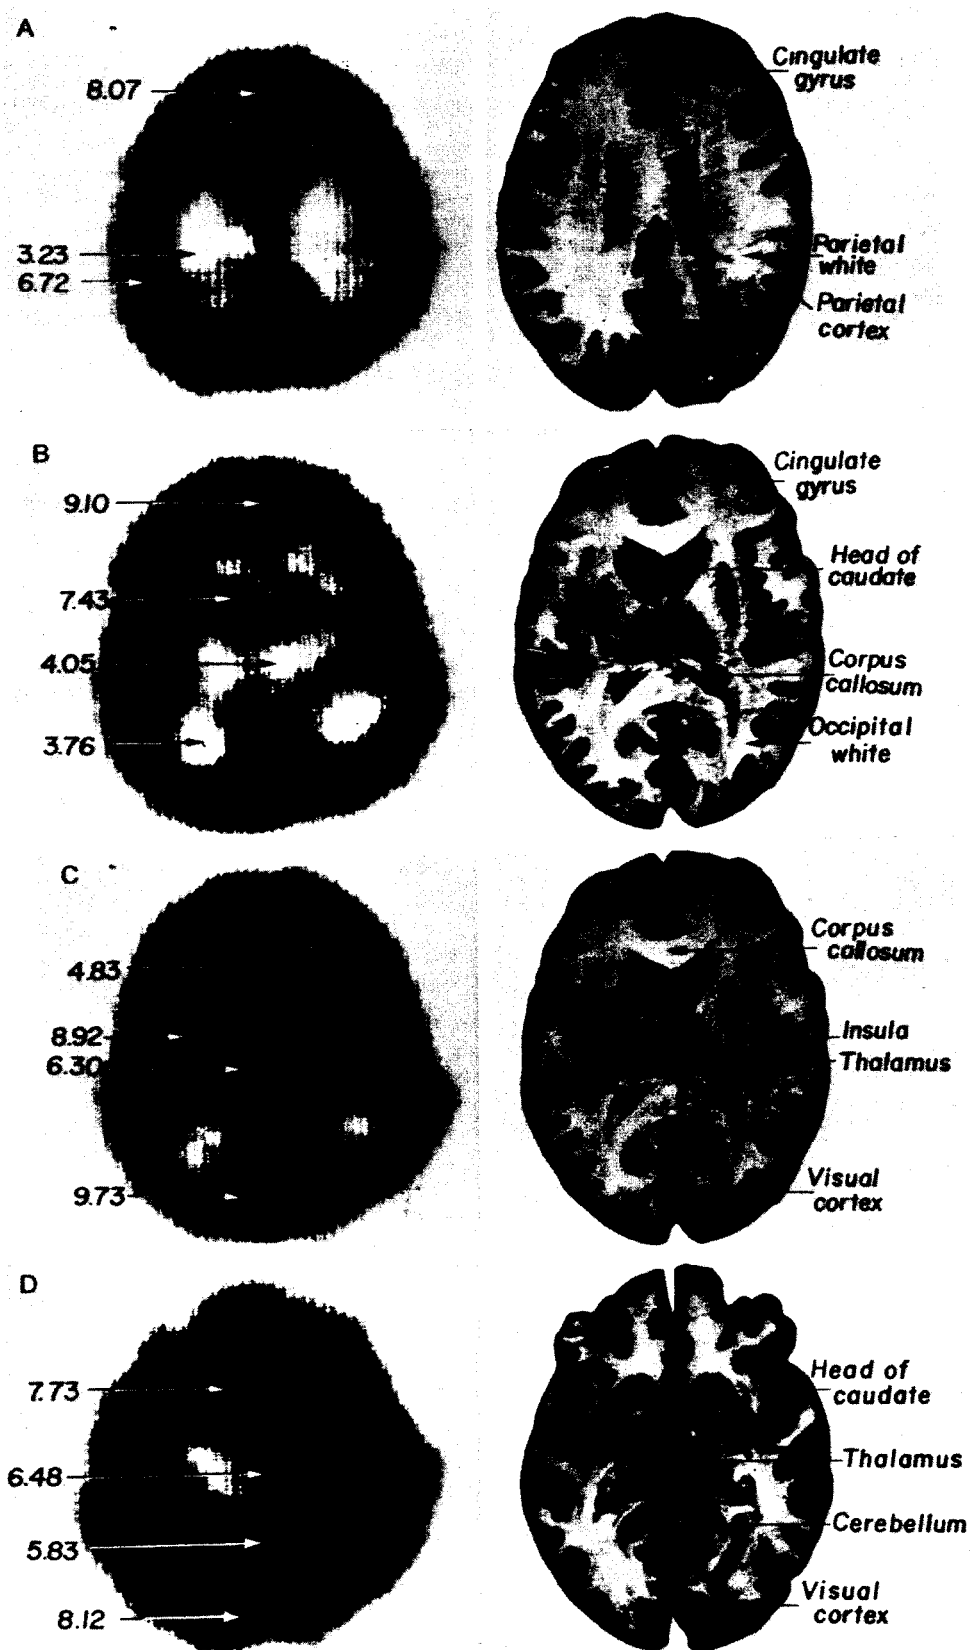 A
8.07
3.23
6.72
Cingulate
gyrus
Parietal
white
Parietal
cortex
B
9.10
7.43
4.05
3.76
Cingulate
gyrus
Head of
caudate
Corpus
callosum
Occipital
white
C
4.83
8.92
6.30
9.73
Corpus
callosum
Insula
Thalamus
Visual
cortex
D
7.73
6.48
5.83
8.12
Head of
caudate
Thalamus
Cerebellum
Visual
cortex